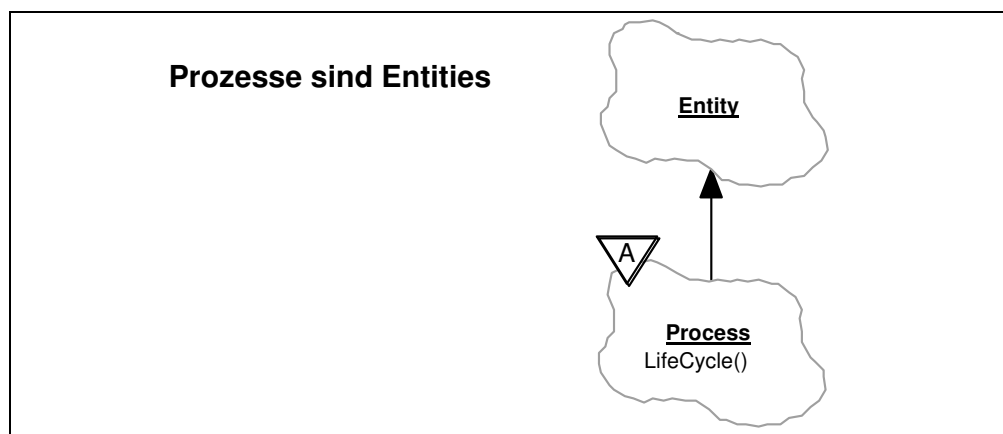 Prozesse sind Entities
Entity
A
Process
LifeCycle()